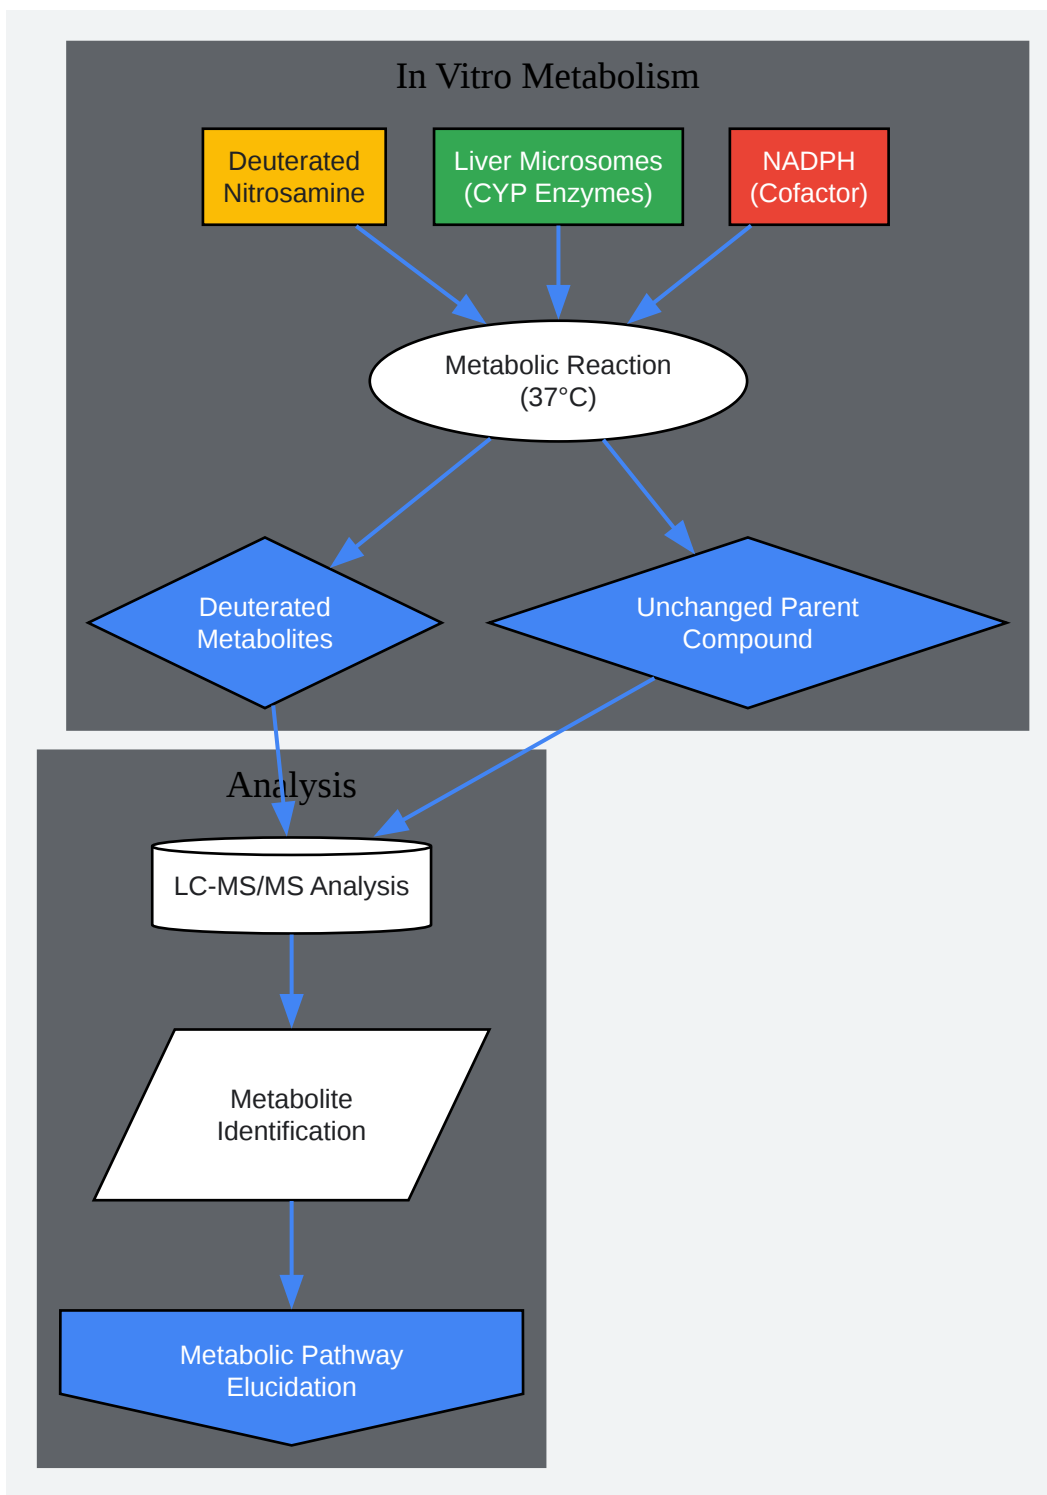 In Vitro Metabolism
Deuterated
Nitrosamine
Liver Microsomes
(CYP Enzymes)
NADPH
(Cofactor)
Metabolic Reaction
(37°C)
Deuterated
Metabolites
Unchanged Parent
Compound
Analysis
LC-MS/MS Analysis
Metabolite
Identification
Metabolic Pathway
Elucidation